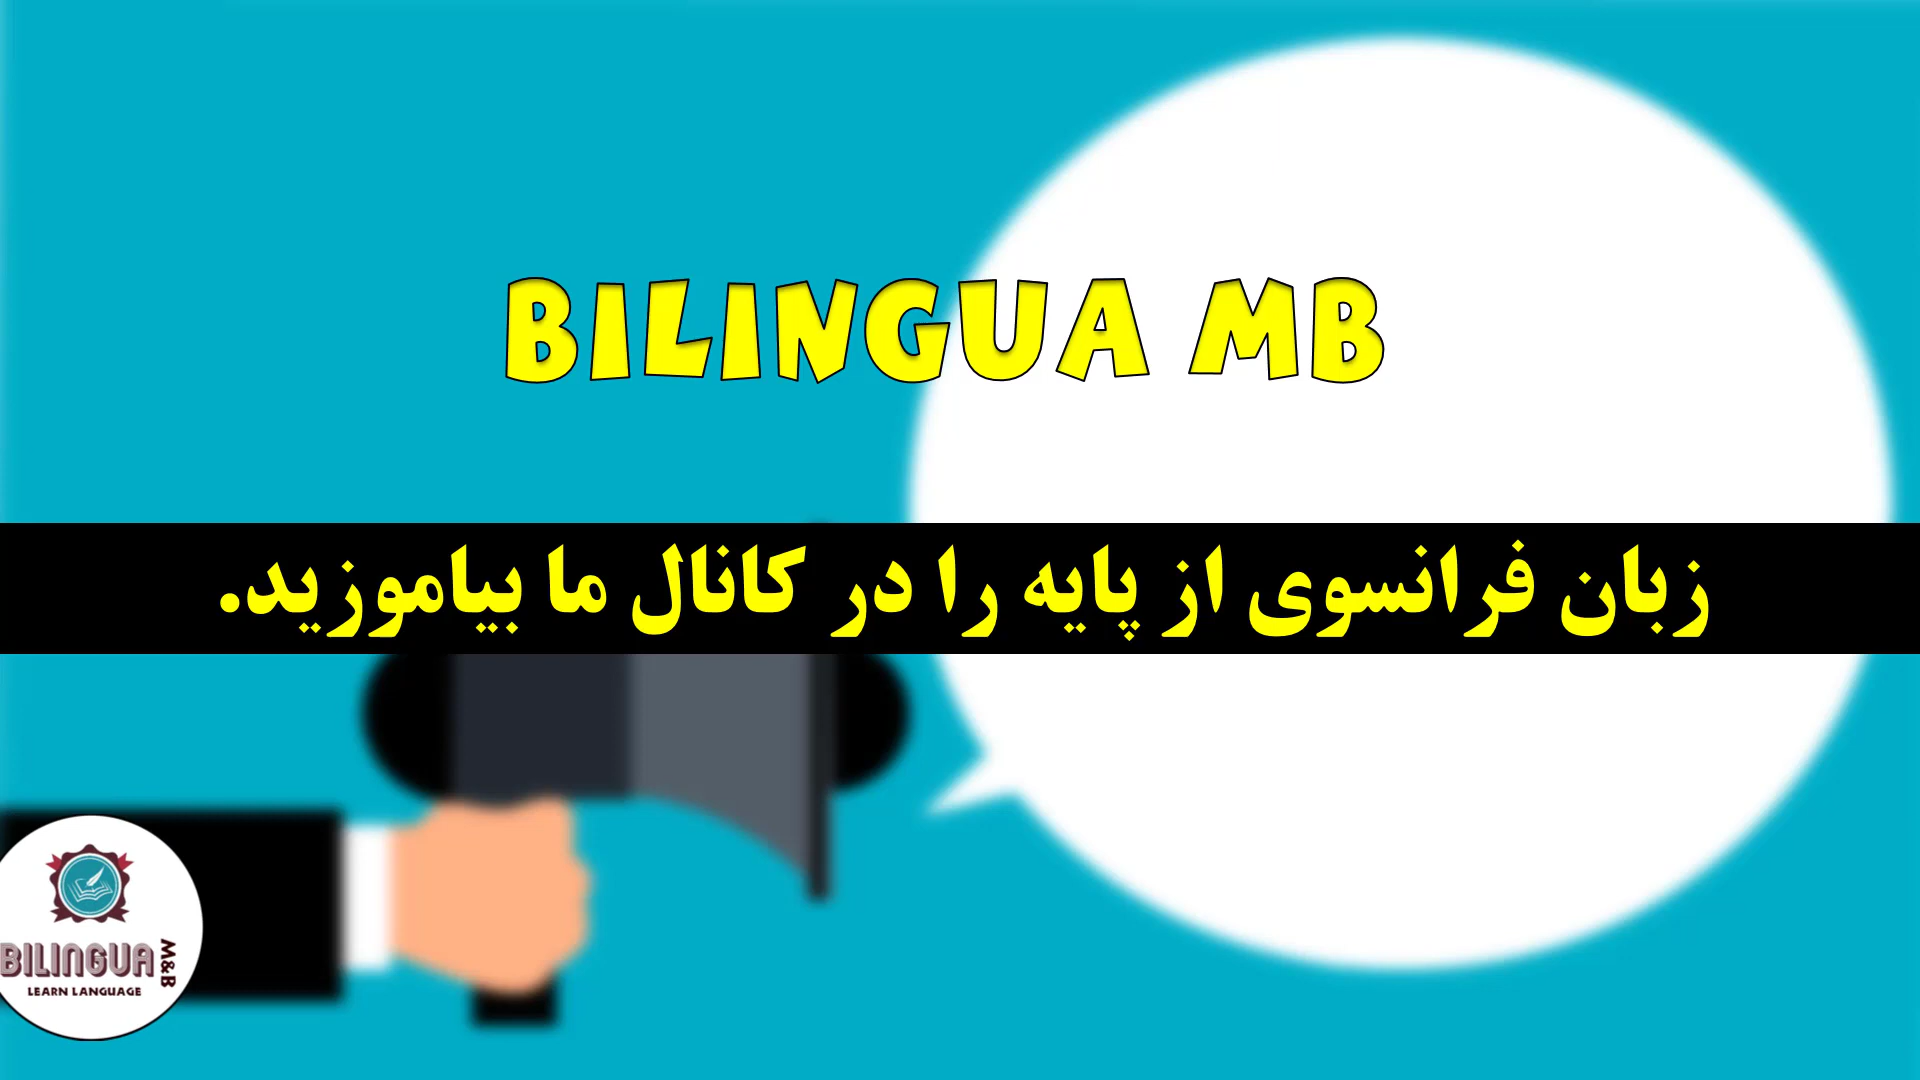 BILINGUA MB
زبان فرانسوی از پایه را در کانال ما بیاموزید.
BILINGUA M&B
LEARN LANGUAGE